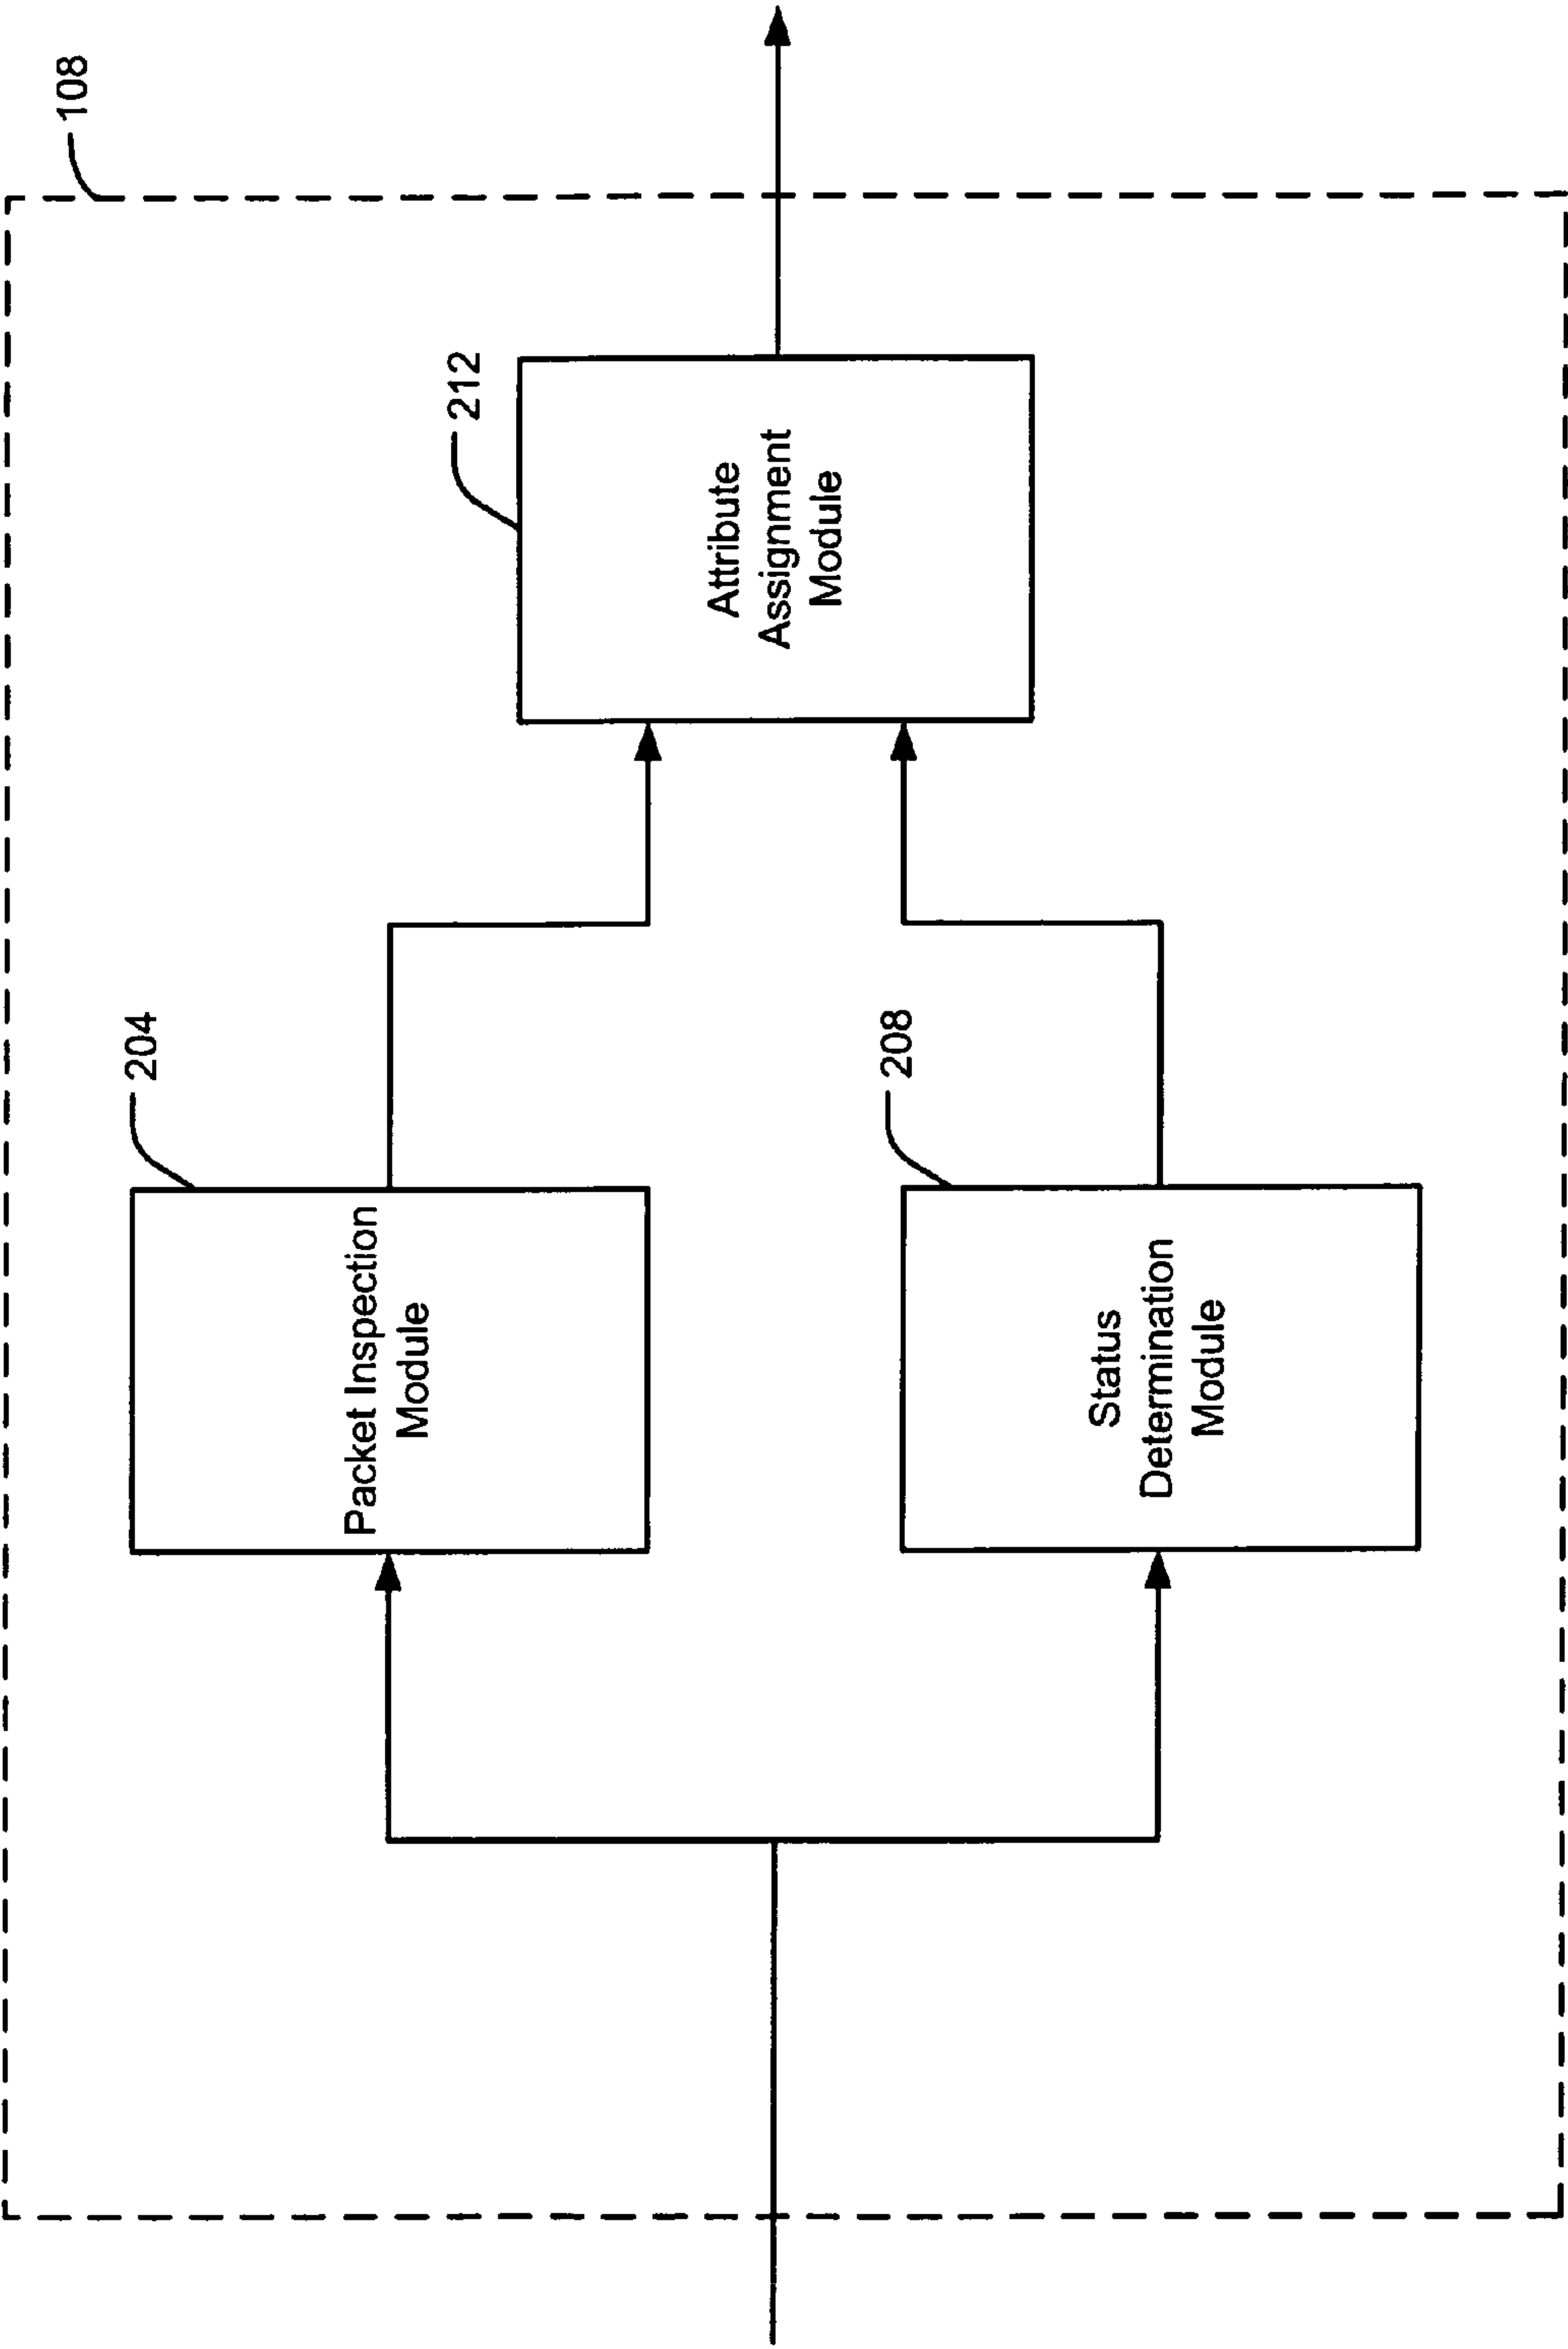 108
204
Packet Inspection
Module
212
Attribute
Assignment
Module
208
Status
Determination
Module